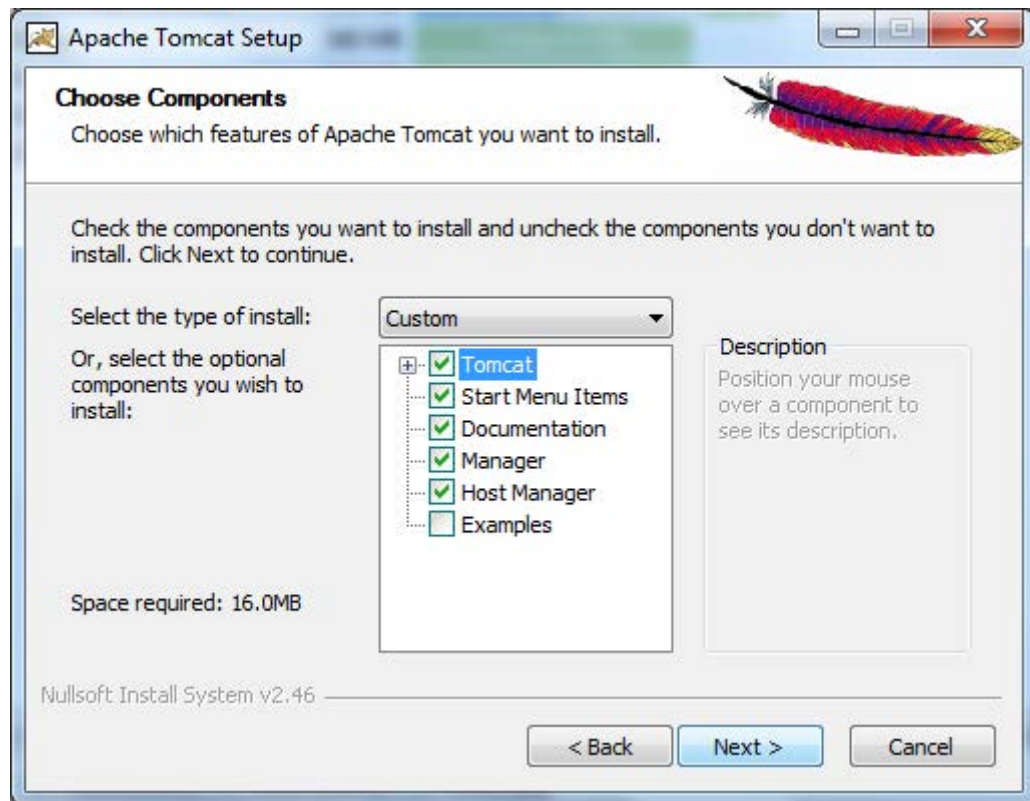 Apache Tomcat Setup
Choose Components
Choose which features of Apache Tomcat you want to install.
Check the components you want to install and uncheck the components you don't want to
install. Click Next to continue.
Select the type of install:
Custom
Or, select the optional
components you wish to
install:
Tomcat
Start Menu Items
Documentation
Manager
Host Manager
Examples
Description
Position your mouse
over a component to
see its description.
Space required: 16.0MB
Nullsoft Install System v2.46
< Back
Next >
Cancel